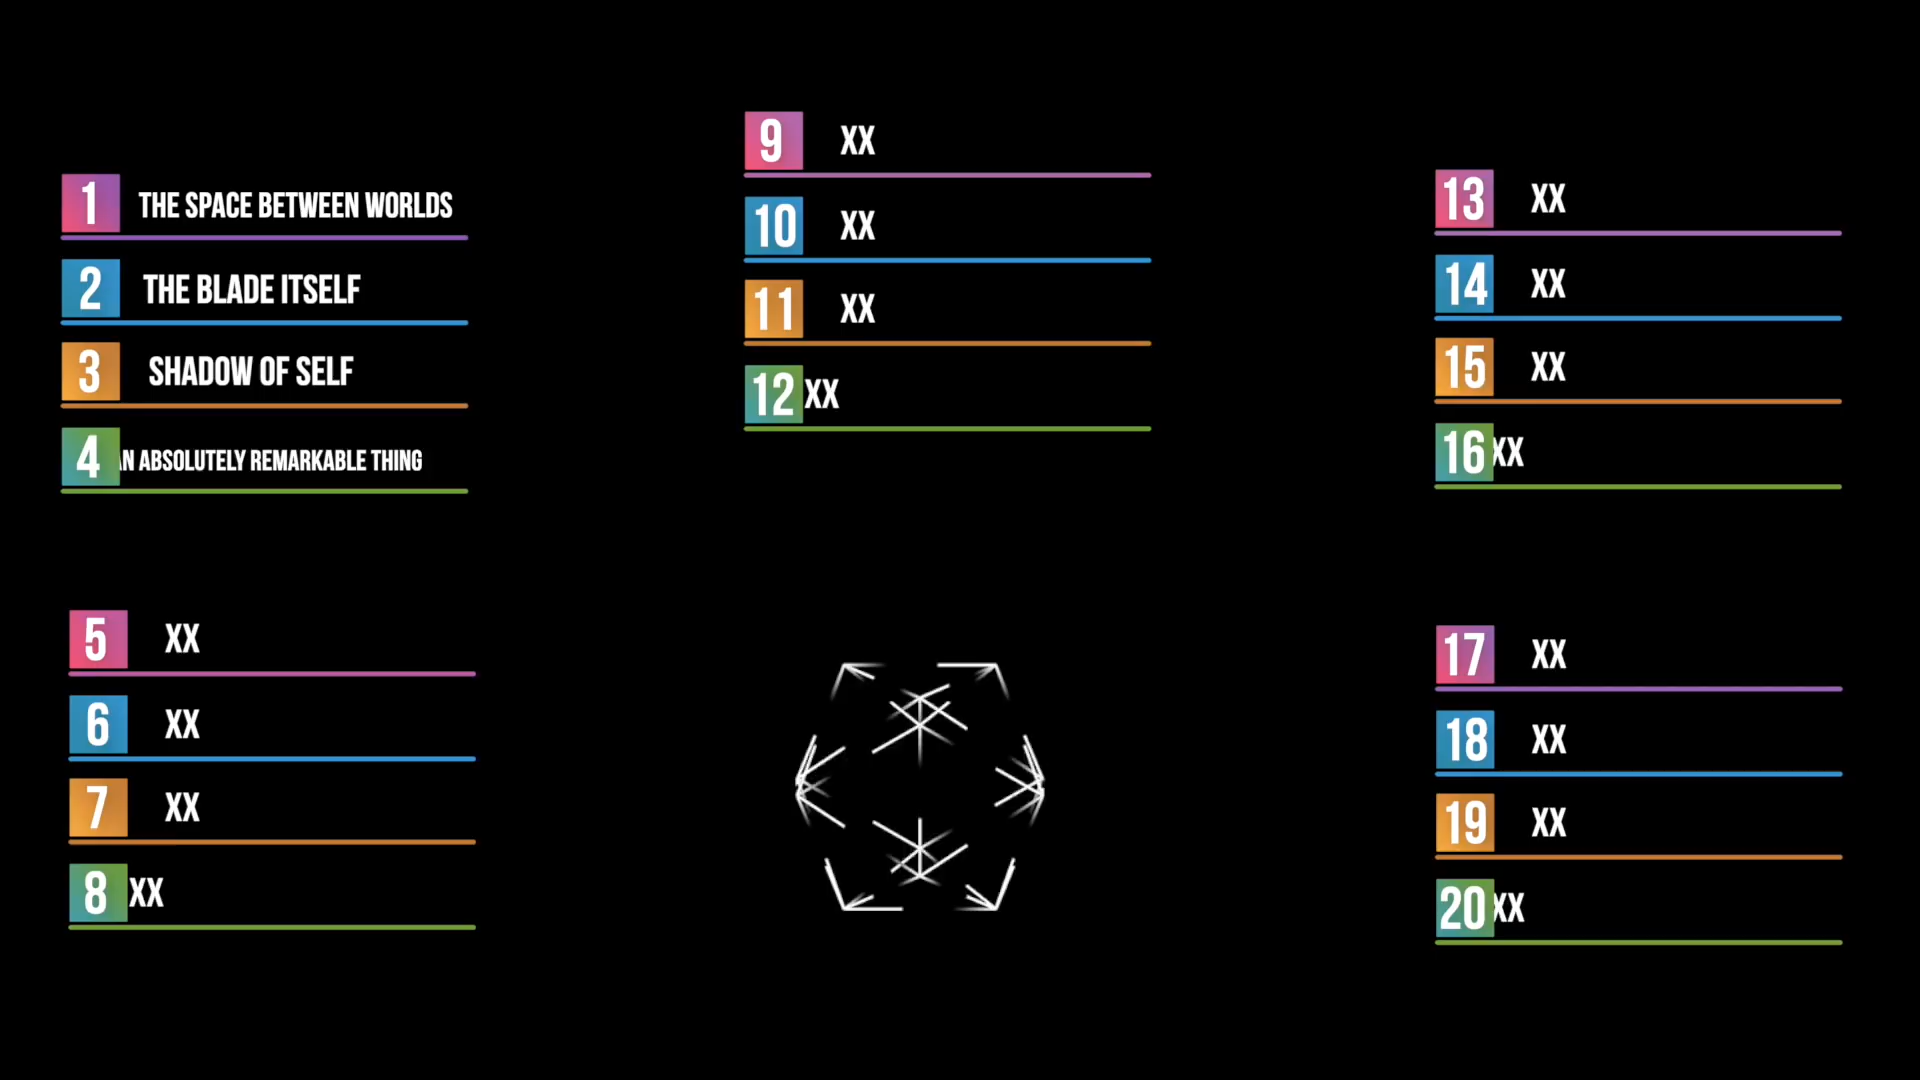 1 THE SPACE BETWEEN WORLDS
2 THE BLADE ITSELF
3 SHADOW OF SELF
4 AN ABSOLUTELY REMARKABLE THING
5 XX
6 XX
7 XX
8 XX
9 XX
10 XX
11 XX
12 XX
13 XX
14 XX
15 XX
16 XX
17 XX
18 XX
19 XX
20 XX